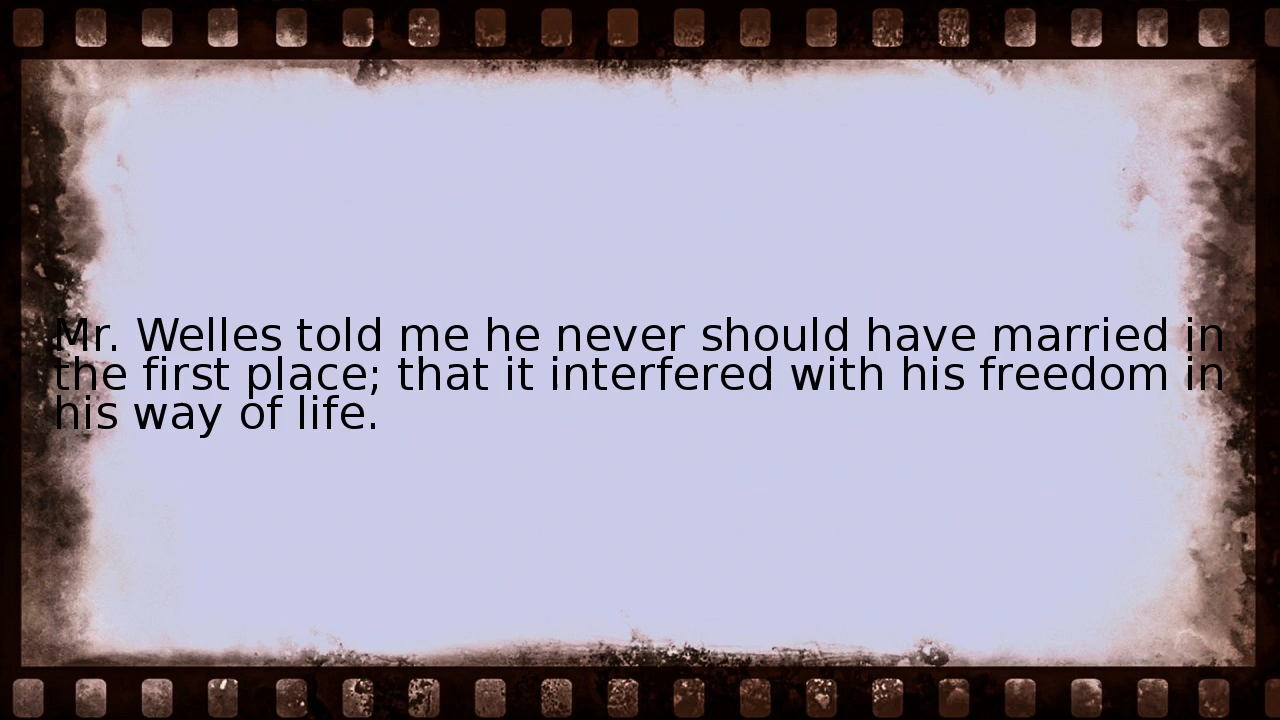 Mr. Welles told me he never should have married in
the first place; that it interfered with his freedom in
his way of life.